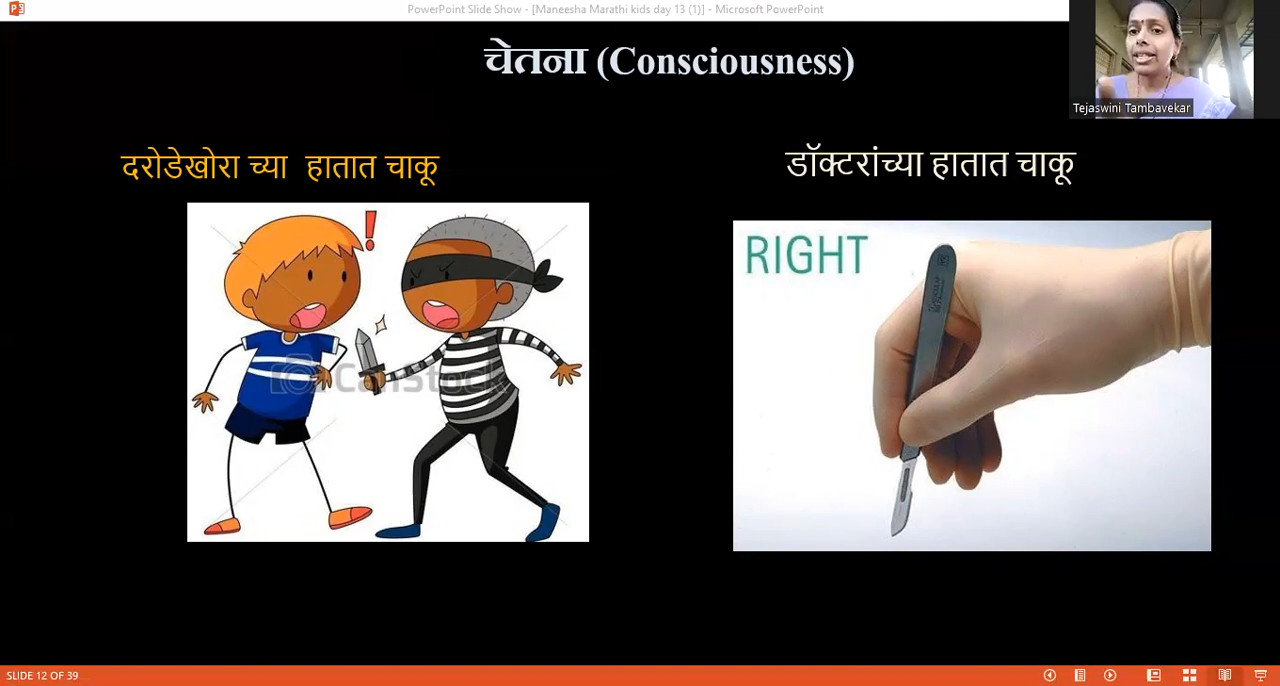 PowerPoint Slide Show - [Maneesha Marathi kids day 13 (1)] - Microsoft PowerPoint
चेतना (Consciousness)
Tejaswini Tambavekar
दरोडेखोरा च्या हातात चाकू
डॉक्टरांच्या हातात चाकू
RIGHT
CanStock
SLIDE 12 OF 39